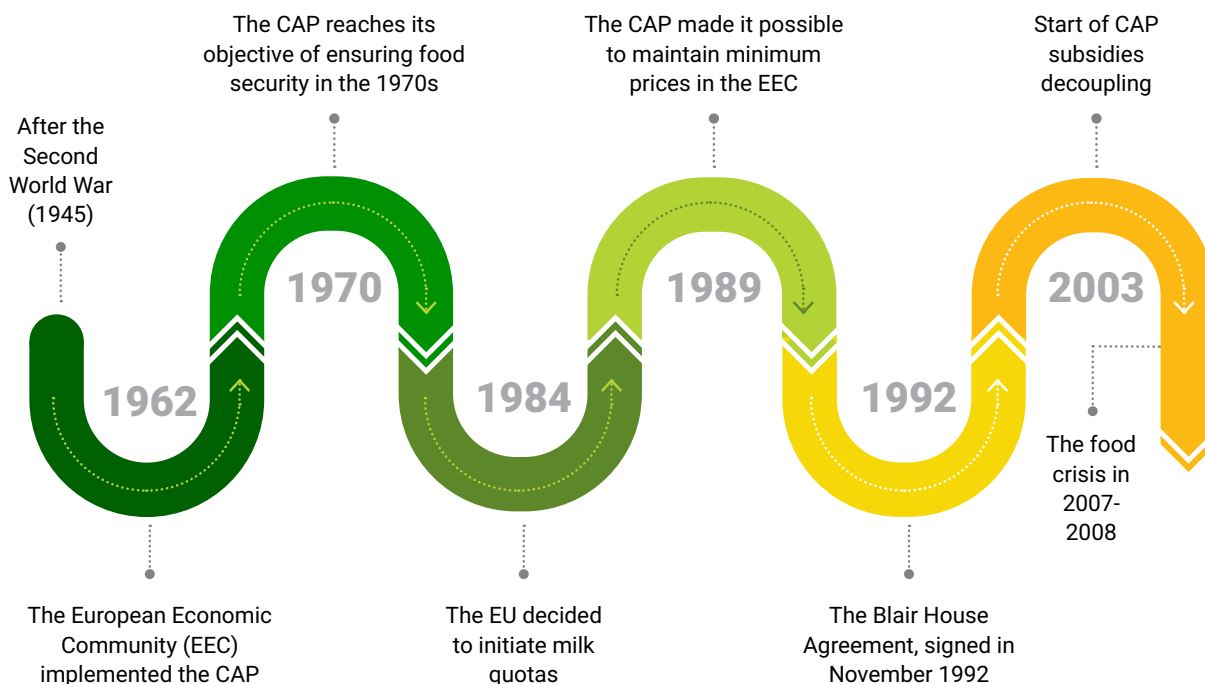 After the
Second
World War
(1945)
1962
The European Economic
Community (EEC)
implemented the CAP
The CAP reaches its
objective of ensuring food
security in the 1970s
1970
1984
The EU decided
to initiate milk
quotas
The CAP made it possible
to maintain minimum
prices in the EEC
1989
1992
The Blair House
Agreement, signed in
November 1992
Start of CAP
subsidies
decoupling
2003
The food
crisis in
2007-
2008